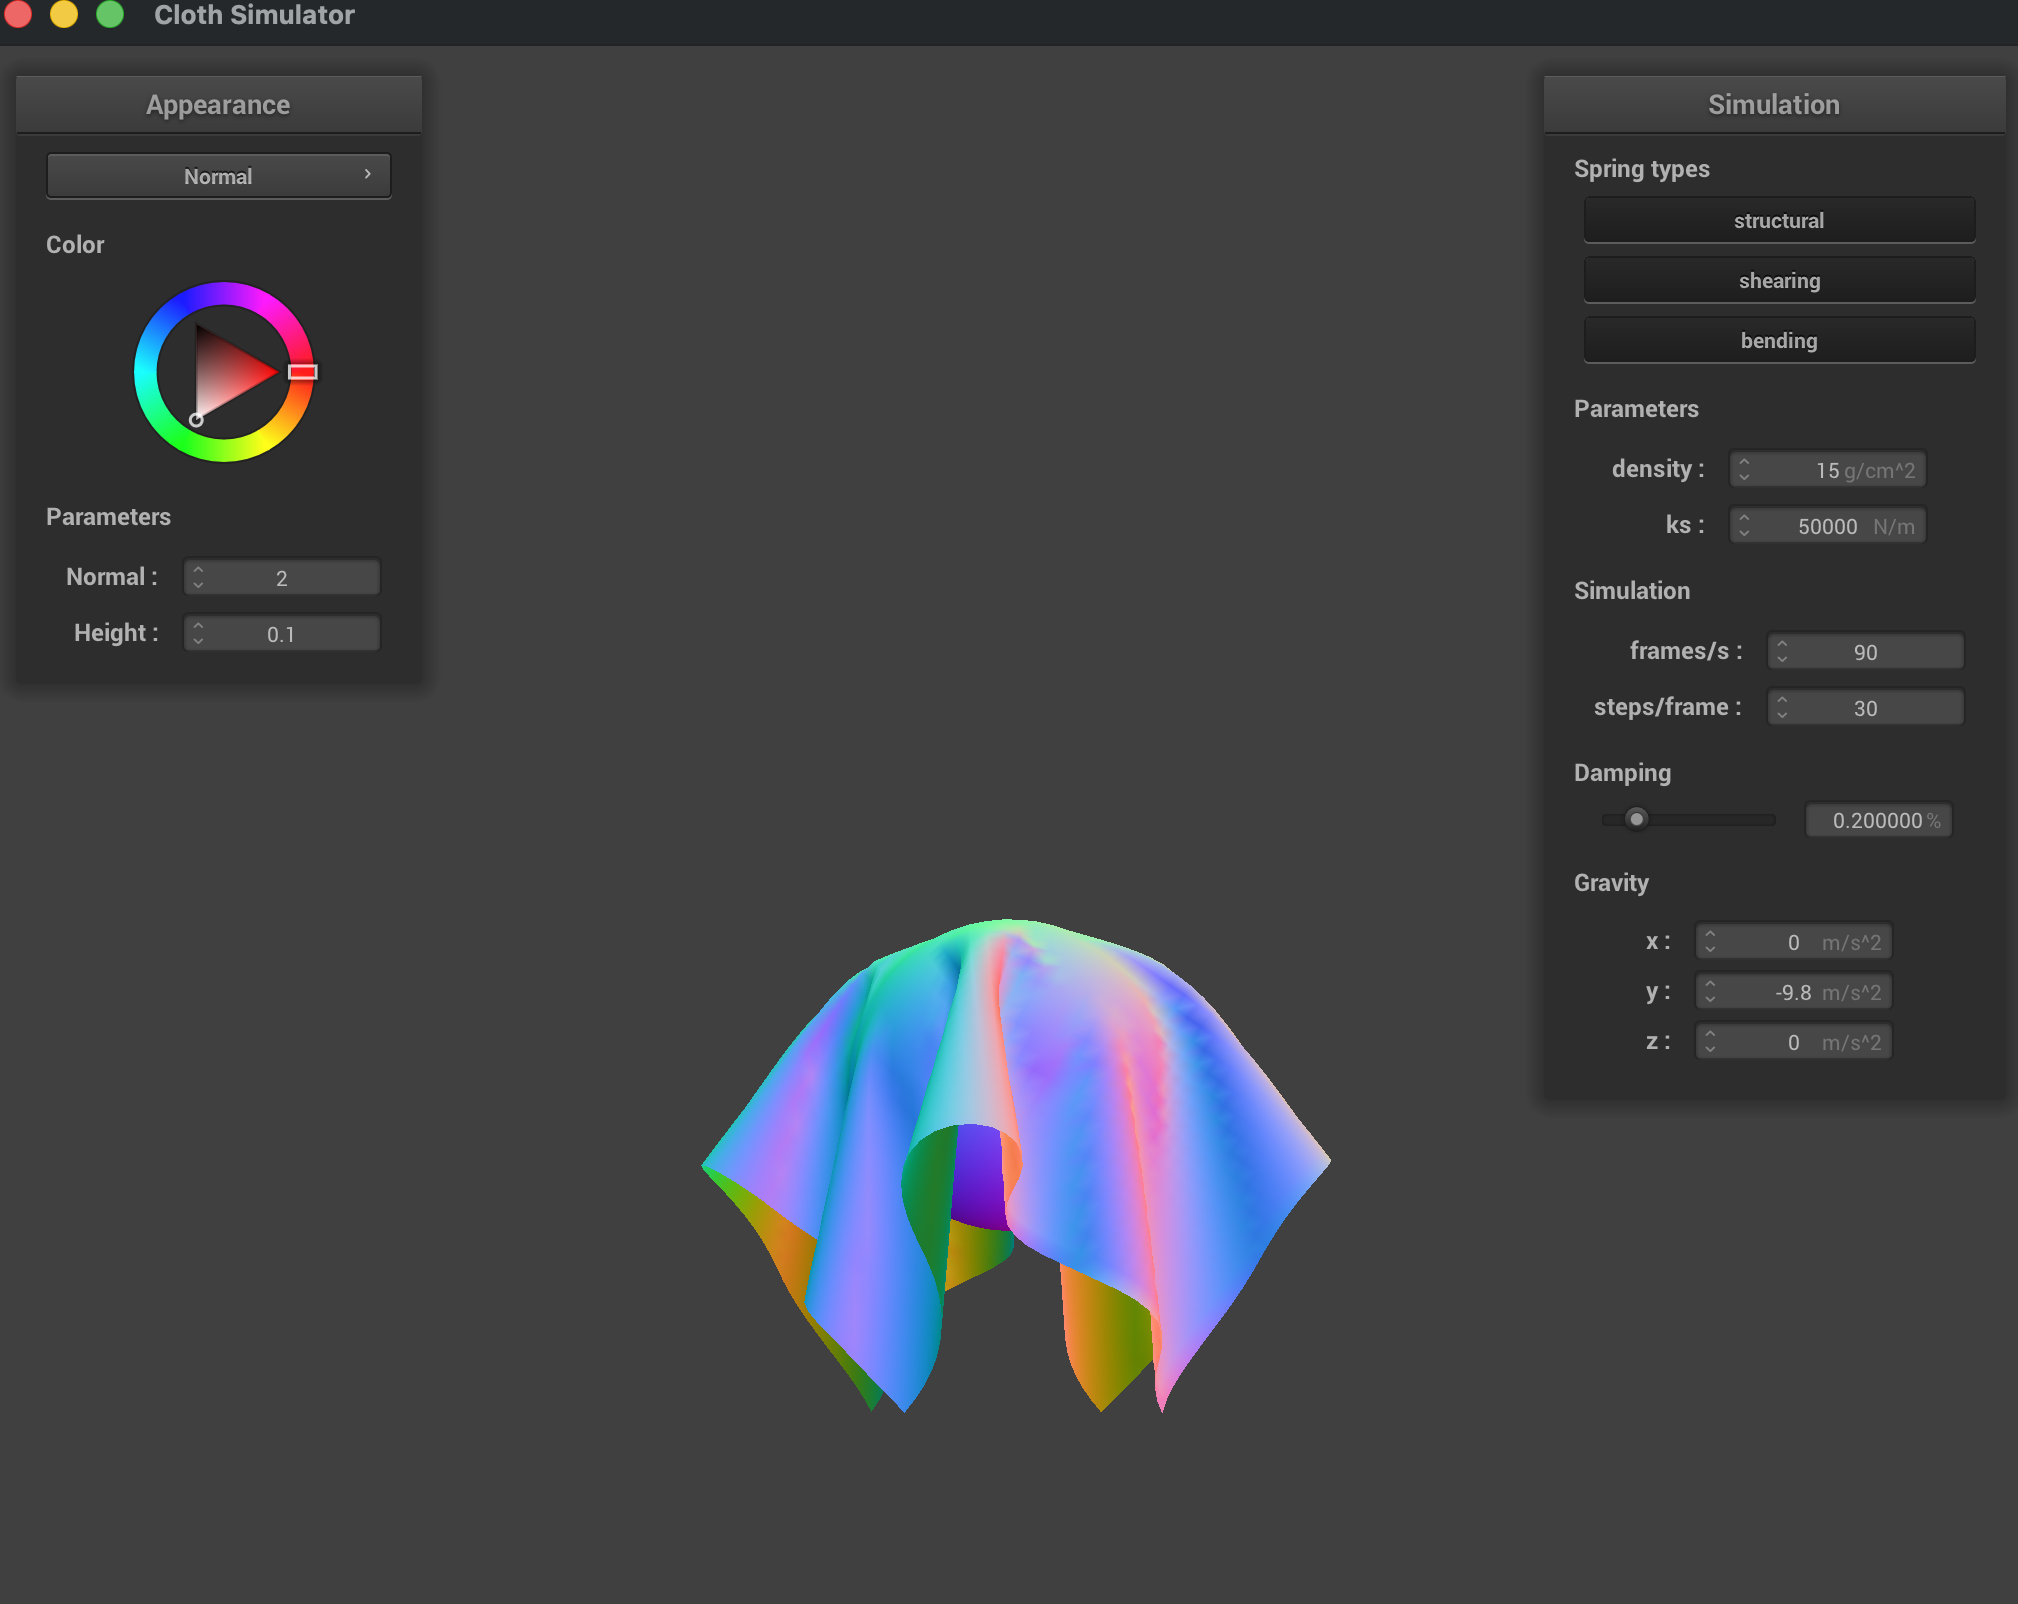 Cloth Simulator
Appearance
Normal
Color
Parameters
Normal : 2
Height : 0.1
Simulation
Spring types
structural
shearing
bending
Parameters
density : 15 g/cm^2
ks : 50000 N/m
Simulation
frames/s : 90
steps/frame : 30
Damping
0.200000 %
Gravity
x : 0 m/s^2
y : -9.8 m/s^2
z : 0 m/s^2